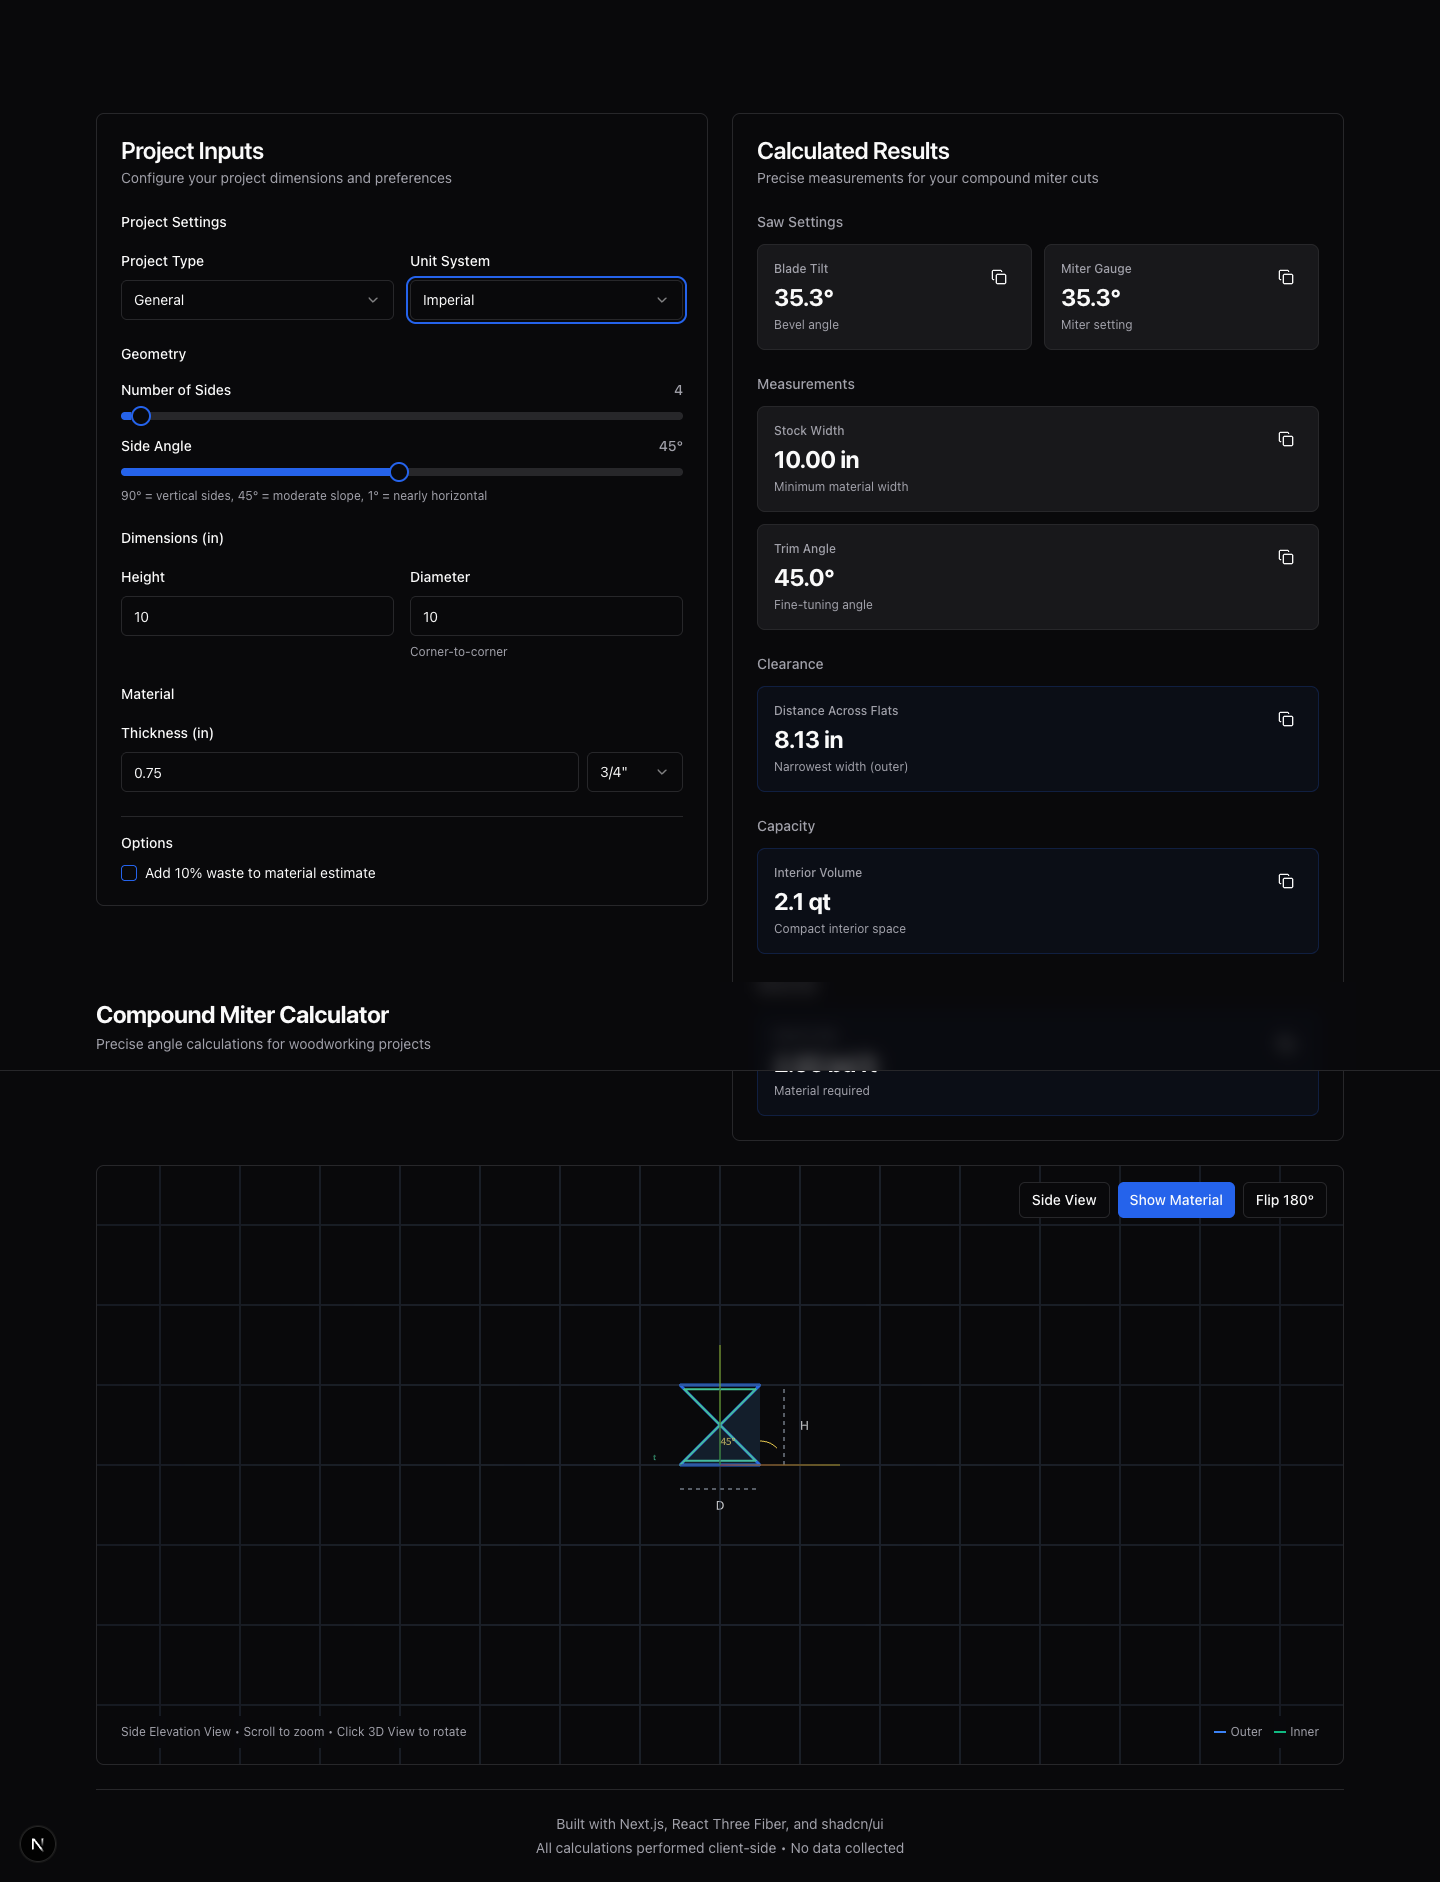 Project Inputs
Configure your project dimensions and preferences
Project Settings
Project Type
Unit System
General
Imperial
Geometry
Number of Sides
4
Side Angle
45°
90° = vertical sides, 45° = moderate slope, 1° = nearly horizontal
Dimensions (in)
Height
Diameter
10
10
Corner-to-corner
Material
Thickness (in)
0.75
3/4"
Options
Add 10% waste to material estimate
Calculated Results
Precise measurements for your compound miter cuts
Saw Settings
Blade Tilt
35.3°
Bevel angle
Miter Gauge
35.3°
Miter setting
Measurements
Stock Width
10.00 in
Minimum material width
Trim Angle
45.0°
Fine-tuning angle
Clearance
Distance Across Flats
8.13 in
Narrowest width (outer)
Capacity
Interior Volume
2.1 qt
Compact interior space
Compound Miter Calculator
Precise angle calculations for woodworking projects
Material required
Side View
Show Material
Flip 180°
H
45°
t
D
Side Elevation View • Scroll to zoom • Click 3D View to rotate
Outer
Inner
Built with Next.js, React Three Fiber, and shadcn/ui
All calculations performed client-side • No data collected
N